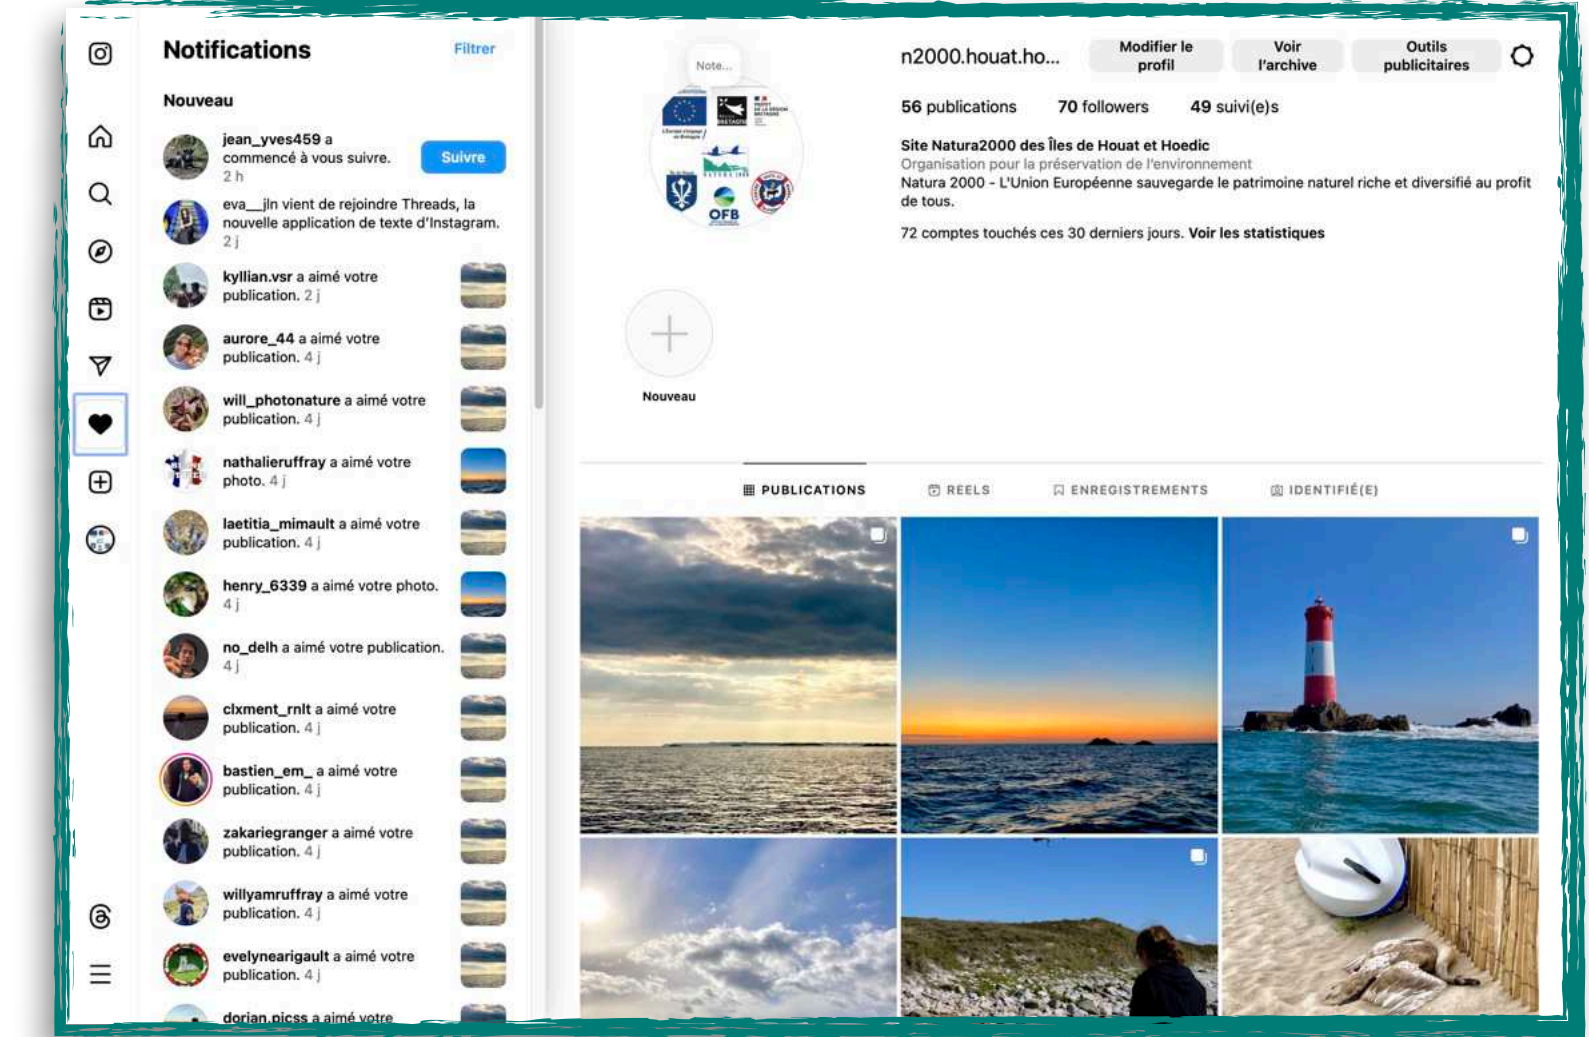 Notifications
Filtrer
Nouveau
jean_yves459 a
commencé à vous suivre.
2 h
Suivre
eva__jln vient de rejoindre Threads, la
nouvelle application de texte d'Instagram.
2 j
kyllian.vsr a aimé votre
publication. 2 j
aurore_44 a aimé votre
publication. 4 j
will_photonature a aimé votre
publication. 4 j
nathalieruffray a aimé votre
photo. 4 j
laetitia_mimault a aimé votre
publication. 4 j
henry_6339 a aimé votre photo.
4 j
no_delh a aimé votre publication.
4 j
clxment_rnlt a aimé votre
publication. 4 j
bastien_em_ a aimé votre
publication. 4 j
zakariegranger a aimé votre
publication. 4 j
willyamruffray a aimé votre
publication. 4 j
evelynearigault a aimé votre
publication. 4 j
dorian.picss a aimé votre
Note...
BRETAGNE
NATURA 2000
OFB
n2000.houat.ho...
Modifier le
profil
Voir
l'archive
Outils
publicitaires
56 publications 70 followers 49 suivi(e)s
Site Natura2000 des Îles de Houat et Hoedic
Organisation pour la préservation de l'environnement
Natura 2000 - L'Union Européenne sauvegarde le patrimoine naturel riche et diversifié au profit
de tous.
72 comptes touchés ces 30 derniers jours. Voir les statistiques
Nouveau
PUBLICATIONS
REELS
ENREGISTREMENTS
IDENTIFIÉ(E)